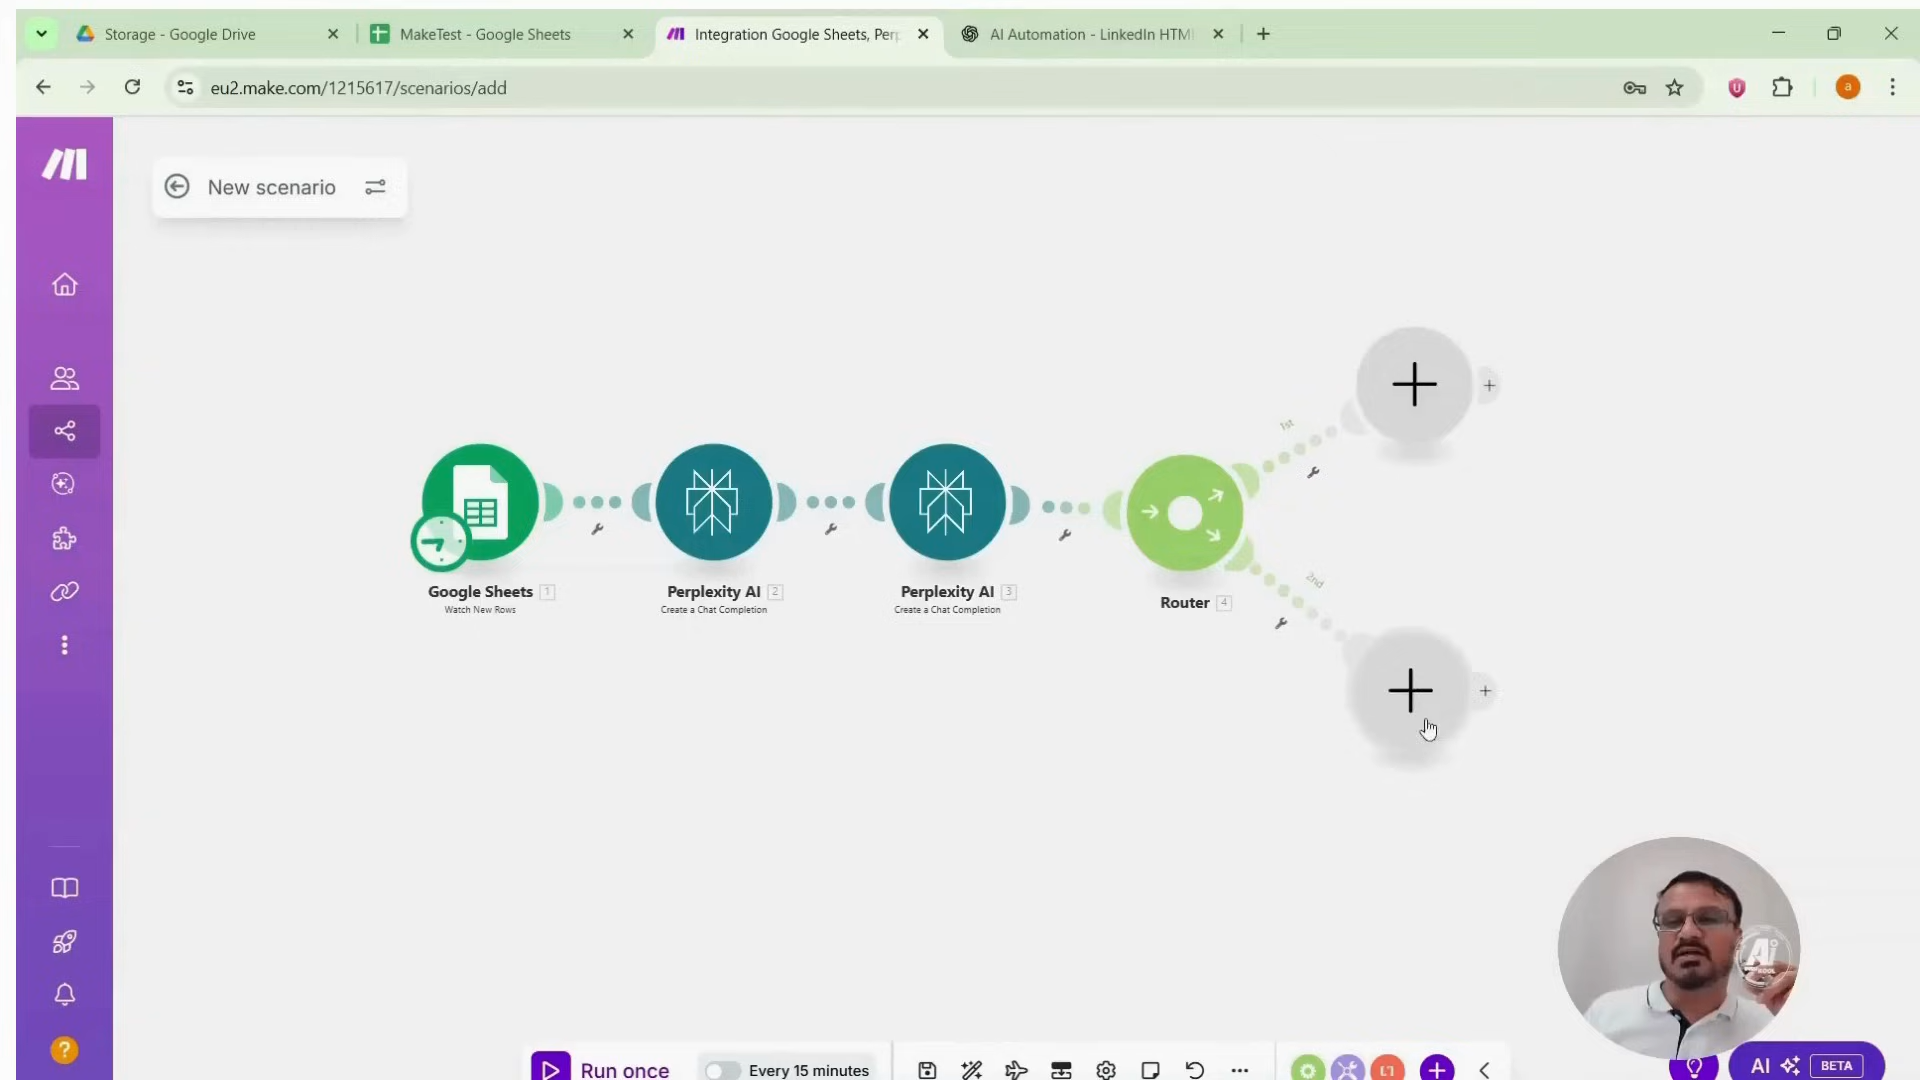 Storage - Google Drive
MakeTest - Google Sheets
Integration Google Sheets, Perp
AI Automation - LinkedIn HTML
eu2.make.com/1215617/scenarios/add
a
New scenario
1st
2nd
Google Sheets 1
Watch New Rows
Perplexity AI 2
Create a Chat Completion
Perplexity AI 3
Create a Chat Completion
Router 4
Ai
Run once
Every 15 minutes
AI
BETA